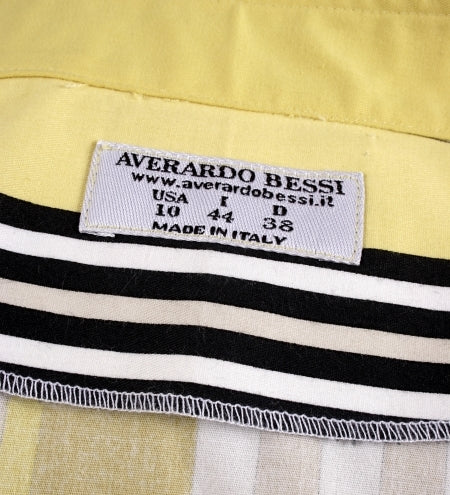 AVERARDO BESSI
www.averardobessi.it
USA I D
10 44 38
MADE IN ITALY